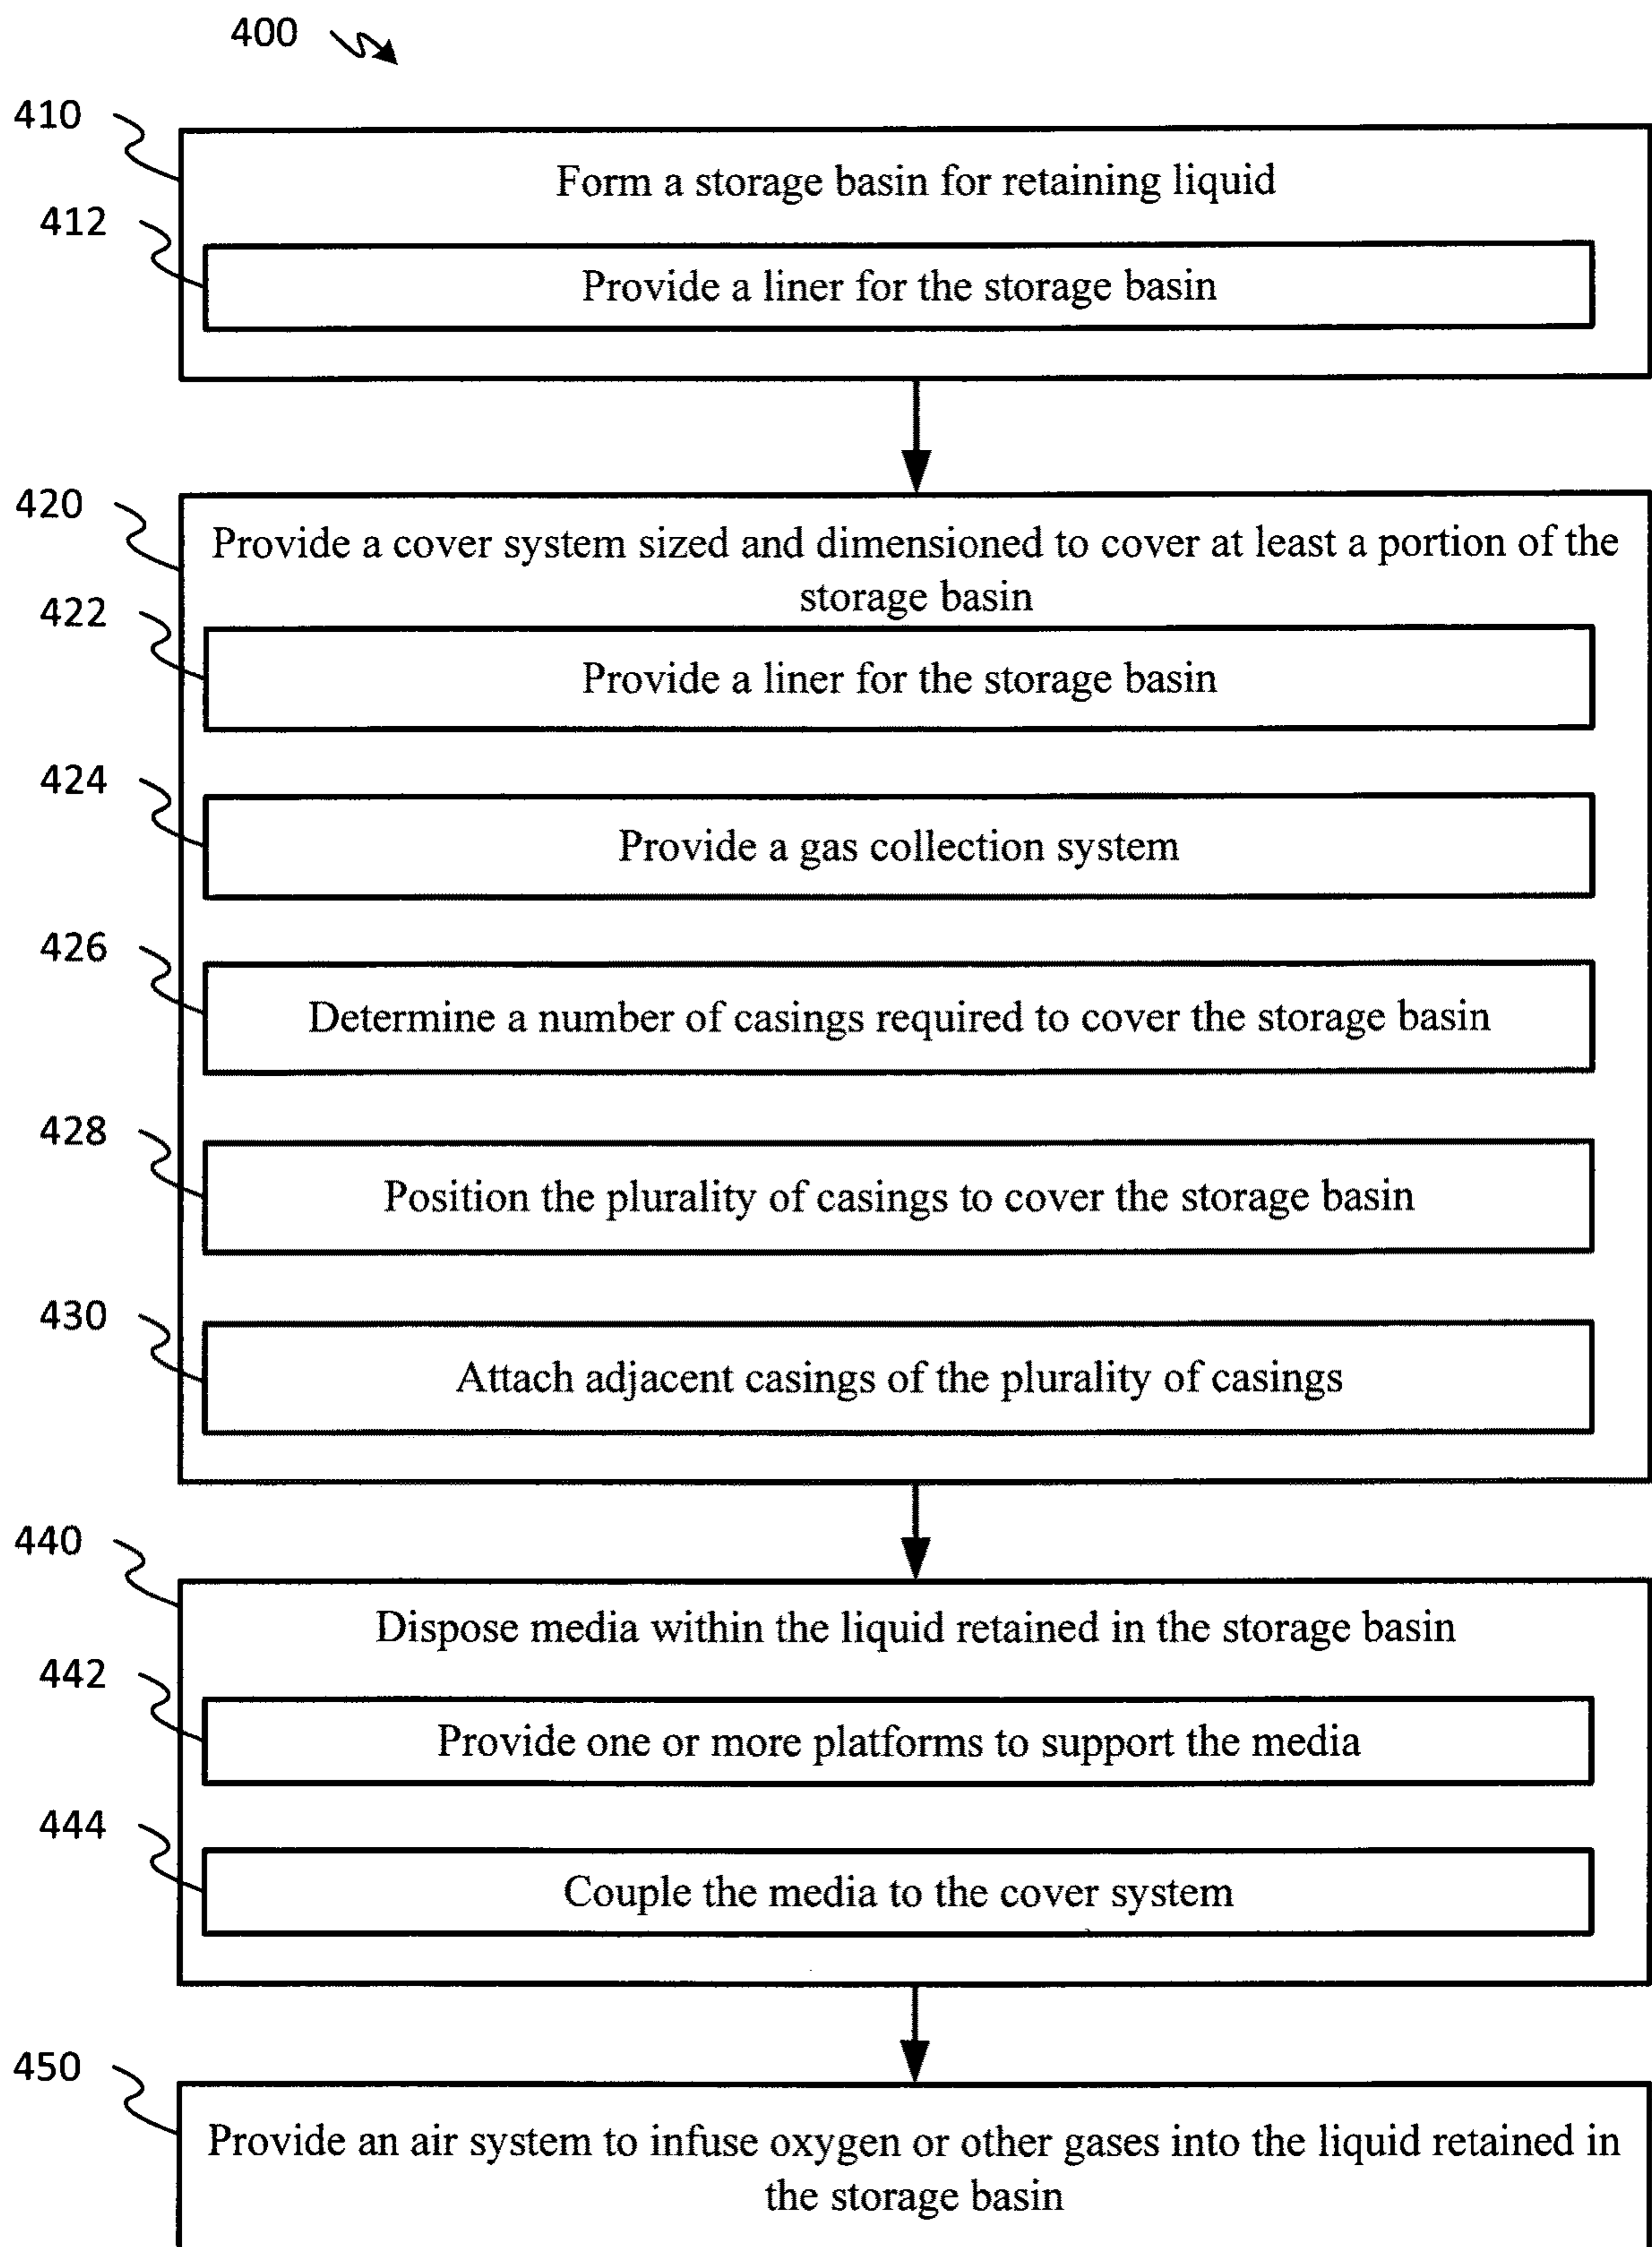 400
410
Form a storage basin for retaining liquid
412
Provide a liner for the storage basin
420
Provide a cover system sized and dimensioned to cover at least a portion of the
storage basin
422
Provide a liner for the storage basin
424
Provide a gas collection system
426
Determine a number of casings required to cover the storage basin
428
Position the plurality of casings to cover the storage basin
430
Attach adjacent casings of the plurality of casings
440
Dispose media within the liquid retained in the storage basin
442
Provide one or more platforms to support the media
444
Couple the media to the cover system
450
Provide an air system to infuse oxygen or other gases into the liquid retained in
the storage basin